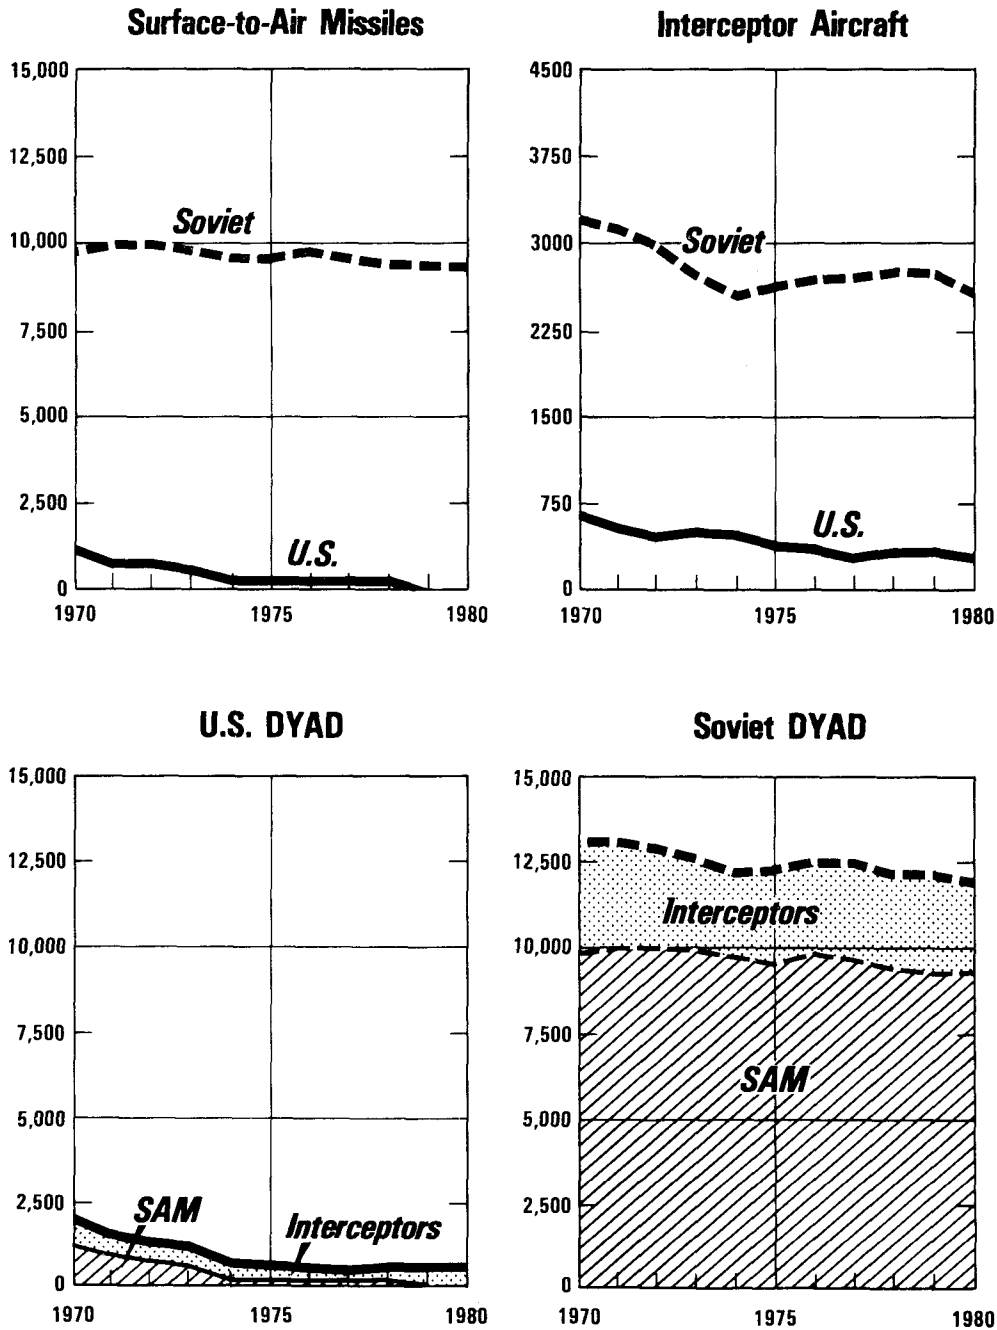 Surface-to-Air Missiles
15,000
12,500
10,000
7,500
5,000
2,500
0
Soviet
U.S.
1970 1975 1980
Interceptor Aircraft
4500
3750
3000
2250
1500
750
0
Soviet
U.S.
1970 1975 1980
U.S. DYAD
15,000
12,500
10,000
7,500
5,000
2,500
0
SAM
Interceptors
1970 1975 1980
Soviet DYAD
15,000
12,500
10,000
7,500
5,000
2,500
0
Interceptors
SAM
1970 1975 1980